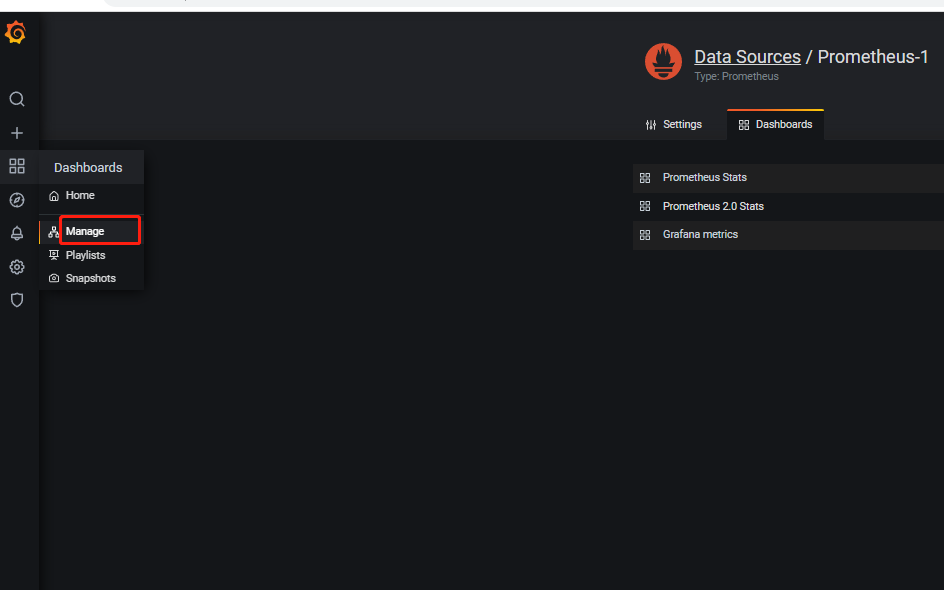 Data Sources / Prometheus-1
Type: Prometheus
Settings
Dashboards
Dashboards
Home
Manage
Playlists
Snapshots
Prometheus Stats
Prometheus 2.0 Stats
Grafana metrics